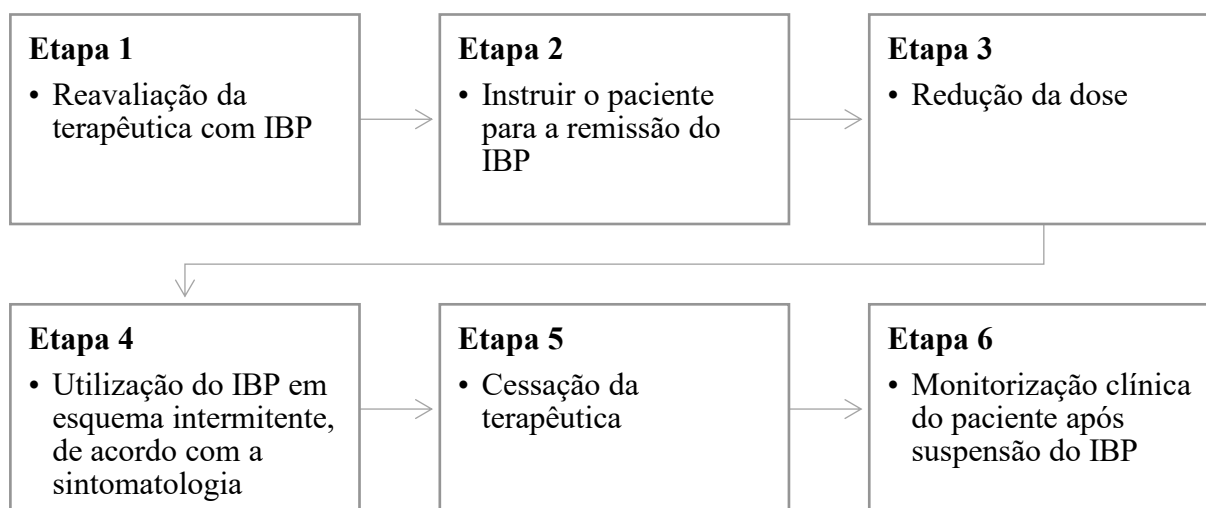 Etapa 1
• Reavaliação da
terapêutica com IBP
Etapa 2
• Instruir o paciente
para a remissão do
IBP
Etapa 3
• Redução da dose
Etapa 4
• Utilização do IBP em
esquema intermitente,
de acordo com a
sintomatologia
Etapa 5
• Cessação da
terapêutica
Etapa 6
• Monitorização clínica
do paciente após
suspensão do IBP